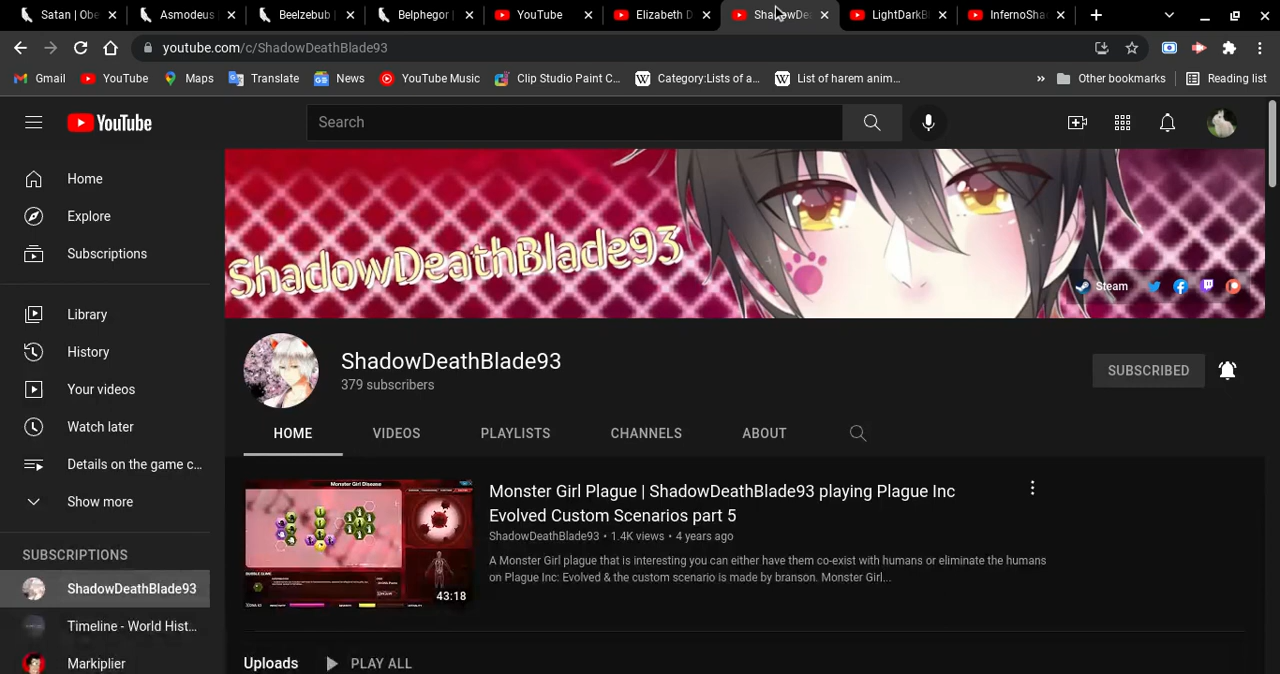 Satan | Obe
Asmodeus
Beelzebub
Belphegor |
YouTube
Elizabeth D
ShadowDea
LightDarkBl
InfernoSha
youtube.com/c/ShadowDeathBlade93
Gmail
YouTube
Maps
Translate
News
YouTube Music
Clip Studio Paint C...
Category:Lists of a...
List of harem anim...
»
Other bookmarks
Reading list
YouTube
Search
Home
Explore
Subscriptions
Library
History
Your videos
Watch later
Details on the game c...
Show more
SUBSCRIPTIONS
ShadowDeathBlade93
Timeline - World Hist...
Markiplier
ShadowDeathBlade93
Steam
ShadowDeathBlade93
379 subscribers
SUBSCRIBED
HOME
VIDEOS
PLAYLISTS
CHANNELS
ABOUT
Monster Girl Disease
43:18
Monster Girl Plague | ShadowDeathBlade93 playing Plague Inc
Evolved Custom Scenarios part 5
ShadowDeathBlade93 • 1.4K views • 4 years ago
A Monster Girl plague that is interesting you can either have them co-exist with humans or eliminate the humans
on Plague Inc: Evolved & the custom scenario is made by branson. Monster Girl...
Uploads
PLAY ALL